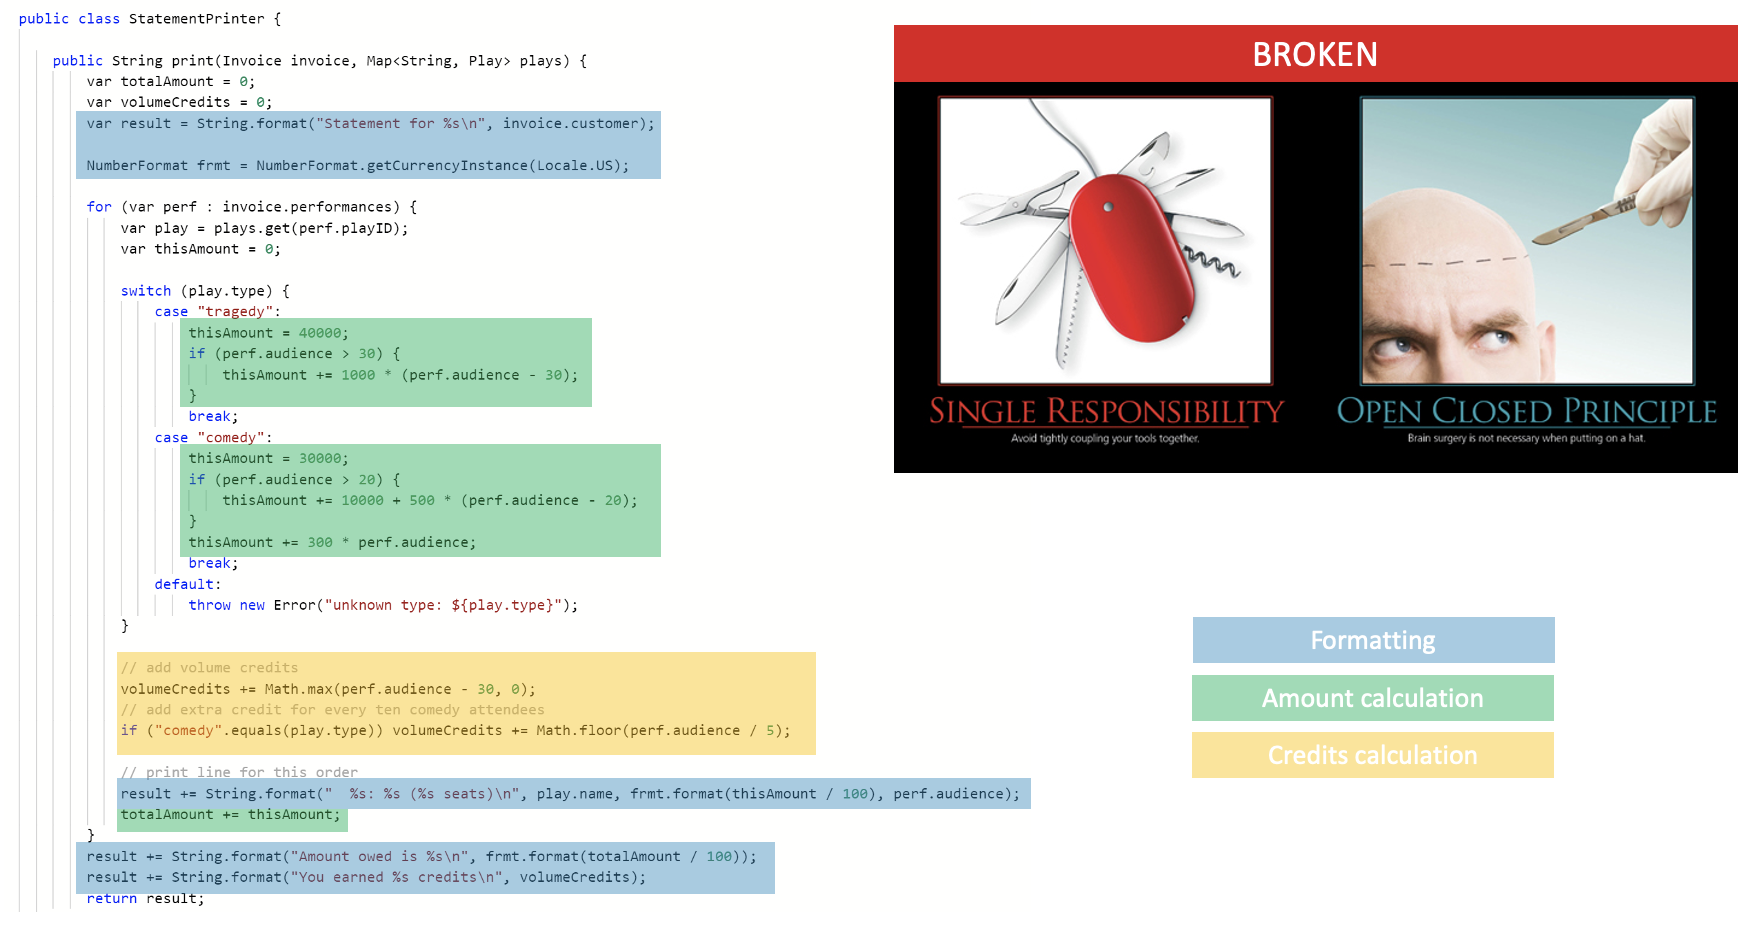 public class StatementPrinter {
public String print(Invoice invoice, Map<String, Play> plays) {
var totalAmount = 0;
var volumeCredits = 0;
var result = String.format("Statement for %s\n", invoice.customer);
NumberFormat frmt = NumberFormat.getCurrencyInstance(Locale.US);
for (var perf : invoice.performances) {
var play = plays.get(perf.playID);
var thisAmount = 0;
switch (play.type) {
case "tragedy":
thisAmount = 40000;
if (perf.audience > 30) {
thisAmount += 1000 * (perf.audience - 30);
}
break;
case "comedy":
thisAmount = 30000;
if (perf.audience > 20) {
thisAmount += 10000 + 500 * (perf.audience - 20);
}
thisAmount += 300 * perf.audience;
break;
default:
throw new Error("unknown type: ${play.type}");
}
// add volume credits
volumeCredits += Math.max(perf.audience - 30, 0);
// add extra credit for every ten comedy attendees
if ("comedy".equals(play.type)) volumeCredits += Math.floor(perf.audience / 5);
// print line for this order
result += String.format("  %s: %s (%s seats)\n", play.name, frmt.format(thisAmount / 100), perf.audience);
totalAmount += thisAmount;
}
result += String.format("Amount owed is %s\n", frmt.format(totalAmount / 100));
result += String.format("You earned %s credits\n", volumeCredits);
return result;
BROKEN
SINGLE RESPONSIBILITY
Avoid tightly coupling your tools together.
OPEN CLOSED PRINCIPLE
Brain surgery is not necessary when putting on a hat.
Formatting
Amount calculation
Credits calculation